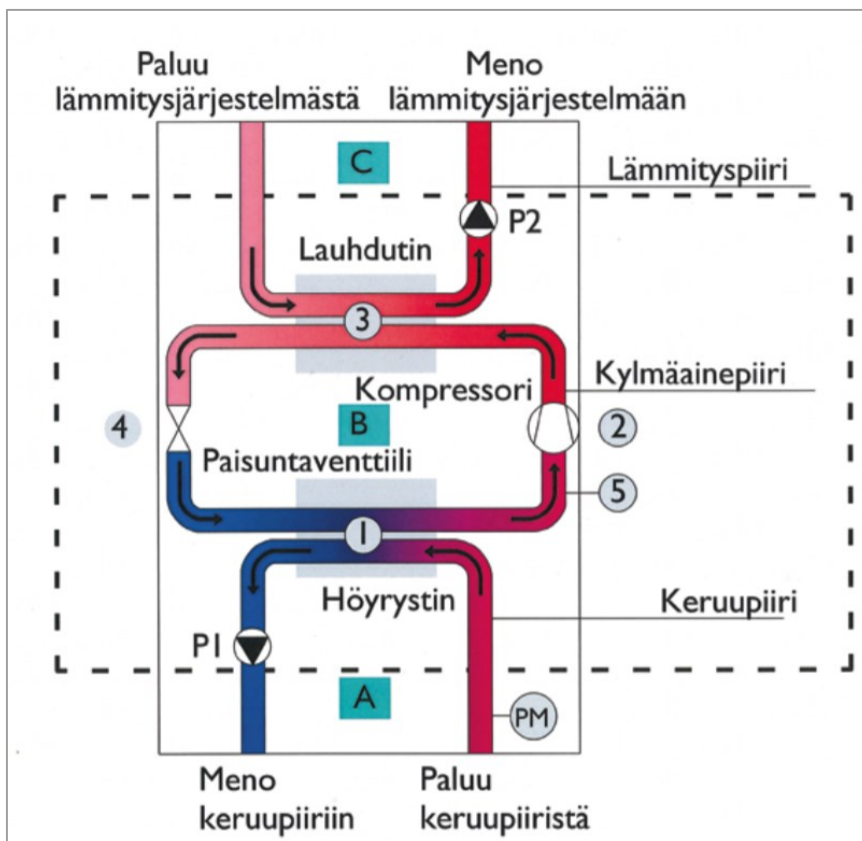 Paluu
lämmitysjärjestelmästä
Meno
lämmitysjärjestelmään
C
Lämmityspiiri
P2
Lauhdutin
3
Kompressori
Kylmäainepiiri
4
B
2
Paisuntaventtiili
5
1
Höyrystin
Keruupiiri
P1
A
PM
Meno
keruupiiriin
Paluu
keruupiiristä